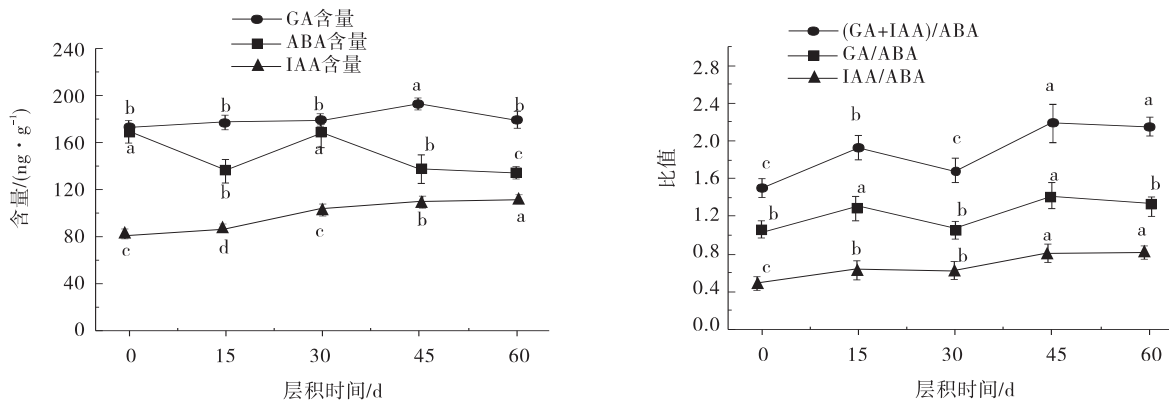 GA含量
ABA含量
IAA含量
240
200
160
120
80
40
0
含量/(ng·g⁻¹)
b b b a b
a b a b c
c d c b a
0 15 30 45 60
层积时间/d
(GA+IAA)/ABA
GA/ABA
IAA/ABA
2.8
2.4
2.0
1.6
1.2
0.8
0.4
0.0
比值
c b c a a
b a b a b
c b b a a
0 15 30 45 60
层积时间/d